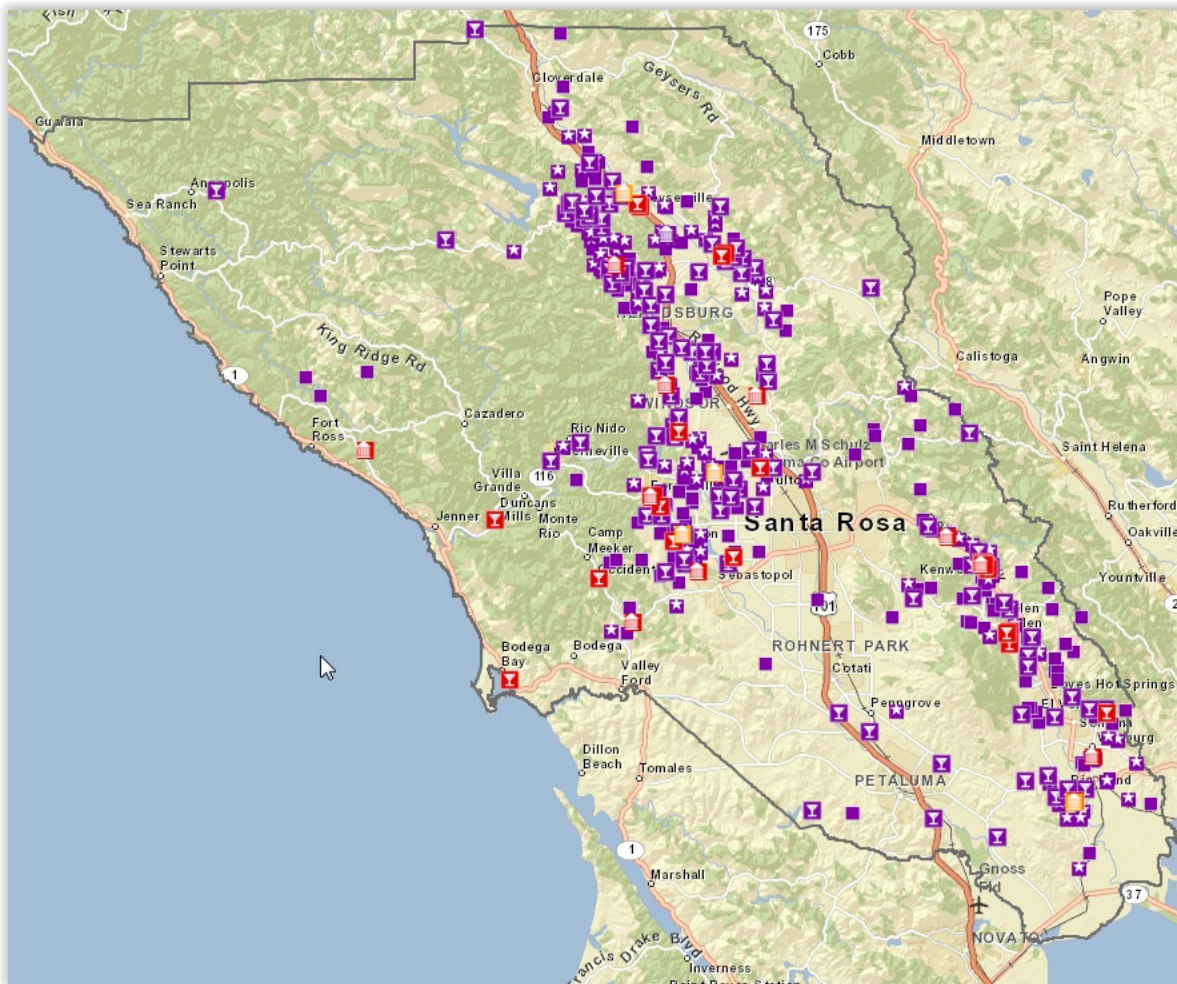 Fish
175
Cobb
Cloverdale
Geysers Rd
Gualala
Middletown
Annapolis
Sea Ranch
Stewarts
Point
Pope
Valley
Calistoga
Angwin
King Ridge Rd
1
Cazadero
WINDSOR
Fort
Ross
Rio Nido
Saint Helena
Villa
Grande
116
Duncans
Mills
Monte
Rio
Jenner
Rutherford
Oakville
Santa Rosa
Camp
Meeker
Sebastopol
Yountville
101
ROHNERT PARK
Cotati
Bodega
Bay
Bodega
Valley
Ford
Penngrove
Dillon
Beach
Tomales
PETALUMA
1
Marshall
Gnoss
Fld
37
NOVATO
Francis Drake Blvd
Inverness